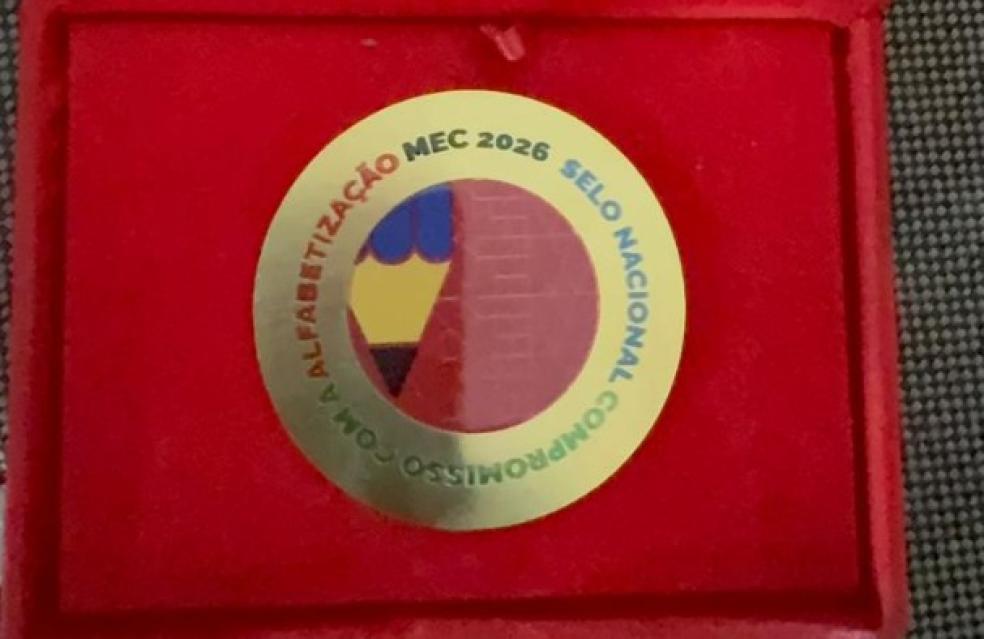 MEC 2026
SELO NACIONAL COMPROMISSO COM A ALFABETIZAÇÃO